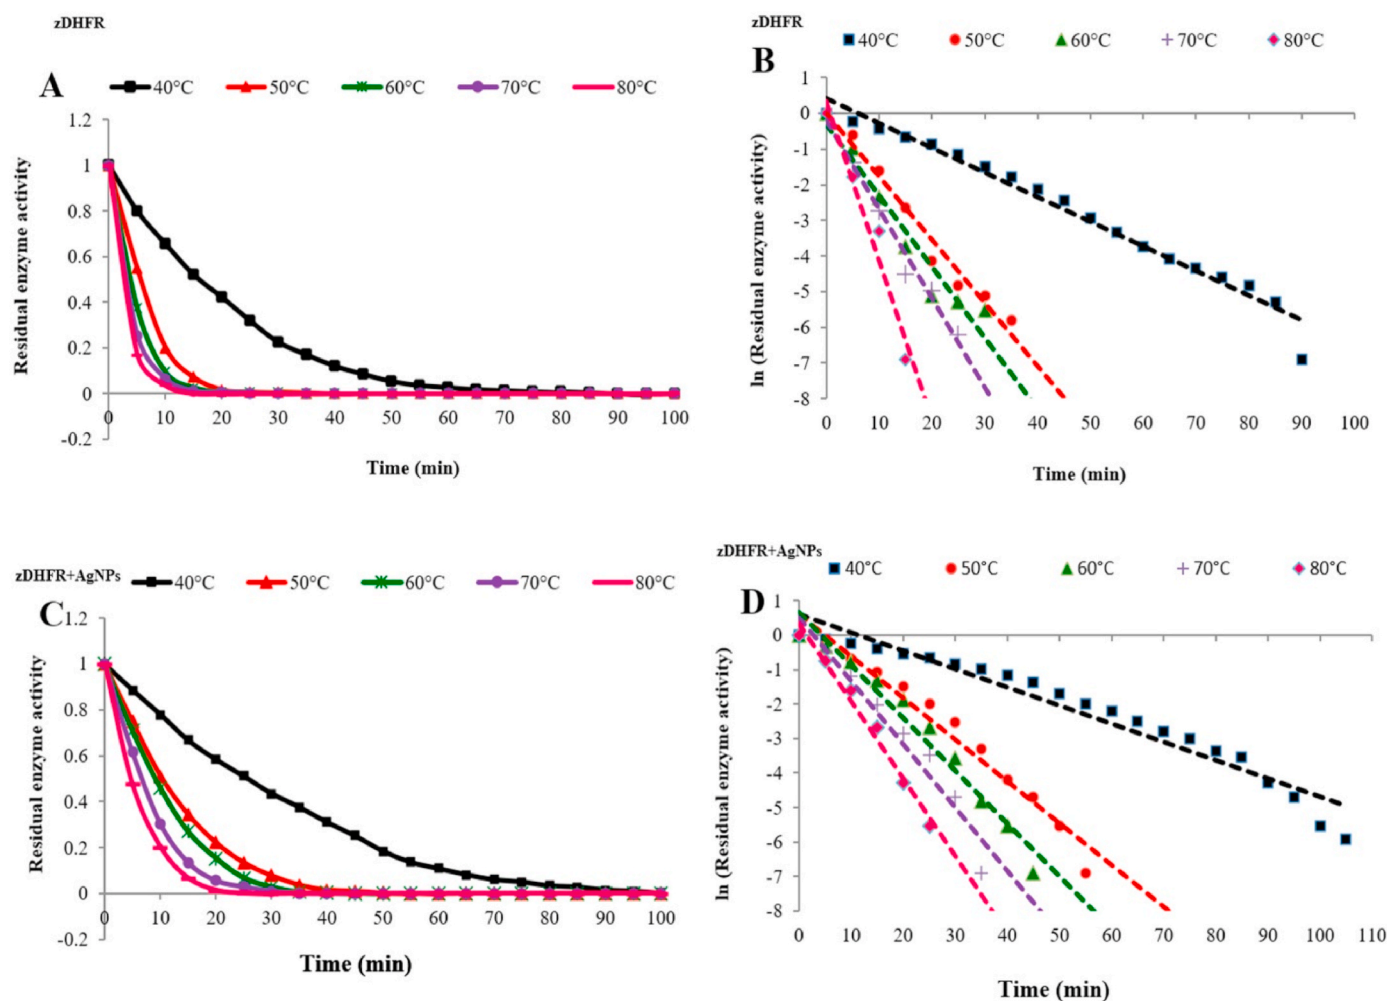 zDHFR
A
40°C 50°C 60°C 70°C 80°C
Residual enzyme activity
1.2
1
0.8
0.6
0.4
0.2
0
-0.2
0 10 20 30 40 50 60 70 80 90 100
Time (min)
zDHFR
B
40°C 50°C 60°C 70°C 80°C
ln (Residual enzyme activity)
1
0
-1
-2
-3
-4
-5
-6
-7
-8
0 10 20 30 40 50 60 70 80 90 100
Time (min)
zDHFR+AgNPs
C
40°C 50°C 60°C 70°C 80°C
Residual enzyme activity
1.2
1
0.8
0.6
0.4
0.2
0
-0.2
0 10 20 30 40 50 60 70 80 90 100
Time (min)
zDHFR+AgNPs
D
40°C 50°C 60°C 70°C 80°C
ln (Residual enzyme activity)
1
0
-1
-2
-3
-4
-5
-6
-7
-8
0 10 20 30 40 50 60 70 80 90 100 110
Time (min)